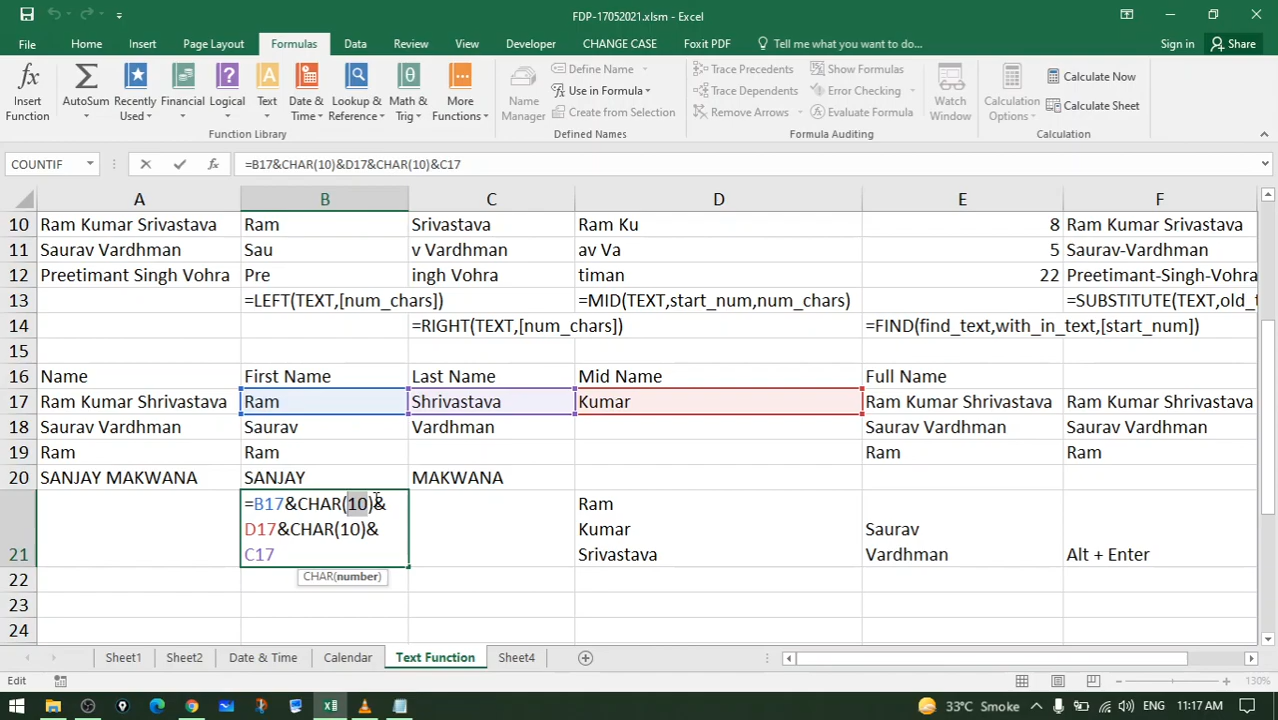 FDP-17052021.xlsm - Excel
File Home Insert Page Layout Formulas Data Review View Developer CHANGE CASE Foxit PDF Tell me what you want to do... Sign in Share
fx Insert Function
Σ AutoSum
Recently Used
Financial
Logical
Text
Date & Time
Lookup & Reference
Math & Trig
More Functions
Function Library
Name Manager
Define Name
Use in Formula
Create from Selection
Defined Names
Trace Precedents
Trace Dependents
Remove Arrows
Show Formulas
Error Checking
Evaluate Formula
Formula Auditing
Watch Window
Calculation Options
Calculate Now
Calculate Sheet
Calculation
COUNTIF fx =B17&CHAR(10)&D17&CHAR(10)&C17
A B C D E F
10 Ram Kumar Srivastava Ram Srivastava Ram Ku 8 Ram Kumar Srivastava
11 Saurav Vardhman Sau v Vardhman av Va 5 Saurav-Vardhman
12 Preetimant Singh Vohra Pre ingh Vohra timan 22 Preetimant-Singh-Vohra
13 =LEFT(TEXT,[num_chars]) =MID(TEXT,start_num,num_chars) =SUBSTITUTE(TEXT,old_
14 =RIGHT(TEXT,[num_chars]) =FIND(find_text,with_in_text,[start_num])
15
16 Name First Name Last Name Mid Name Full Name
17 Ram Kumar Shrivastava Ram Shrivastava Kumar Ram Kumar Shrivastava Ram Kumar Shrivastava
18 Saurav Vardhman Saurav Vardhman Saurav Vardhman Saurav Vardhman
19 Ram Ram Ram Ram
20 SANJAY MAKWANA SANJAY MAKWANA
=B17&CHAR(10)& Ram
D17&CHAR(10)& Kumar Saurav
21 C17 Srivastava Vardhman Alt + Enter
CHAR(number)
22
23
24
Sheet1 Sheet2 Date & Time Calendar Text Function Sheet4
Edit 130%
33°C Smoke ENG 11:17 AM